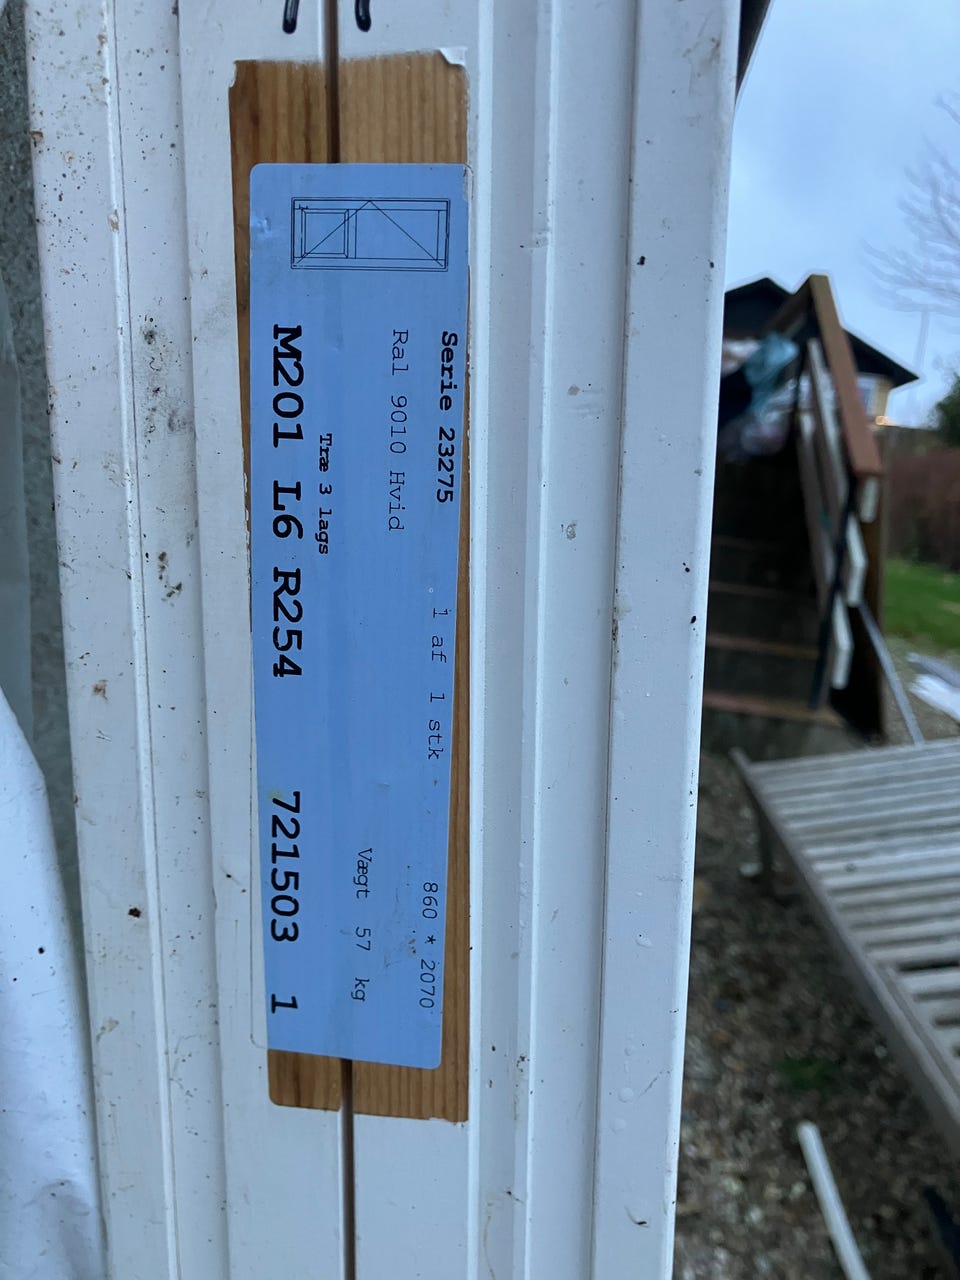 Serie 23275 1 af 1 stk 860 * 2070
Ral 9010 Hvid
Vægt 57 kg
Træ 3 lags
M201 L6 R254 721503 1